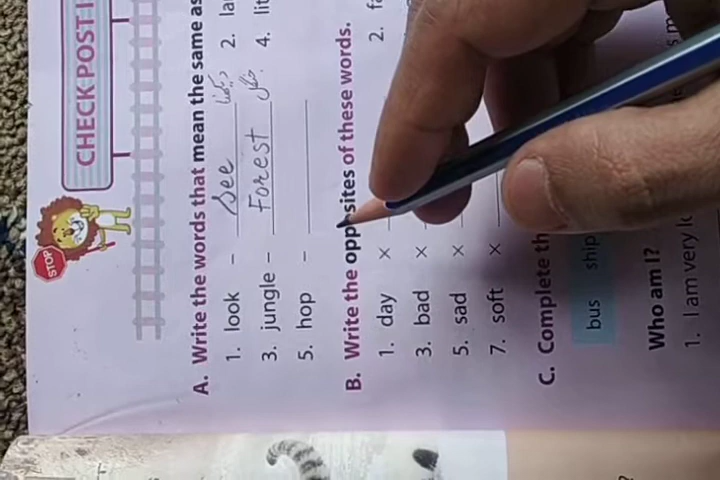 CHECK POST I
STOP
A. Write the words that mean the same as
1. look - See 2. la
3. jungle - Forest 4. lit
5. hop -
B. Write the opposites of these words.
1. day × 2. fa
3. bad ×
5. sad ×
7. soft ×
C. Complete th
bus ship
Who am I?
1. I am very lo